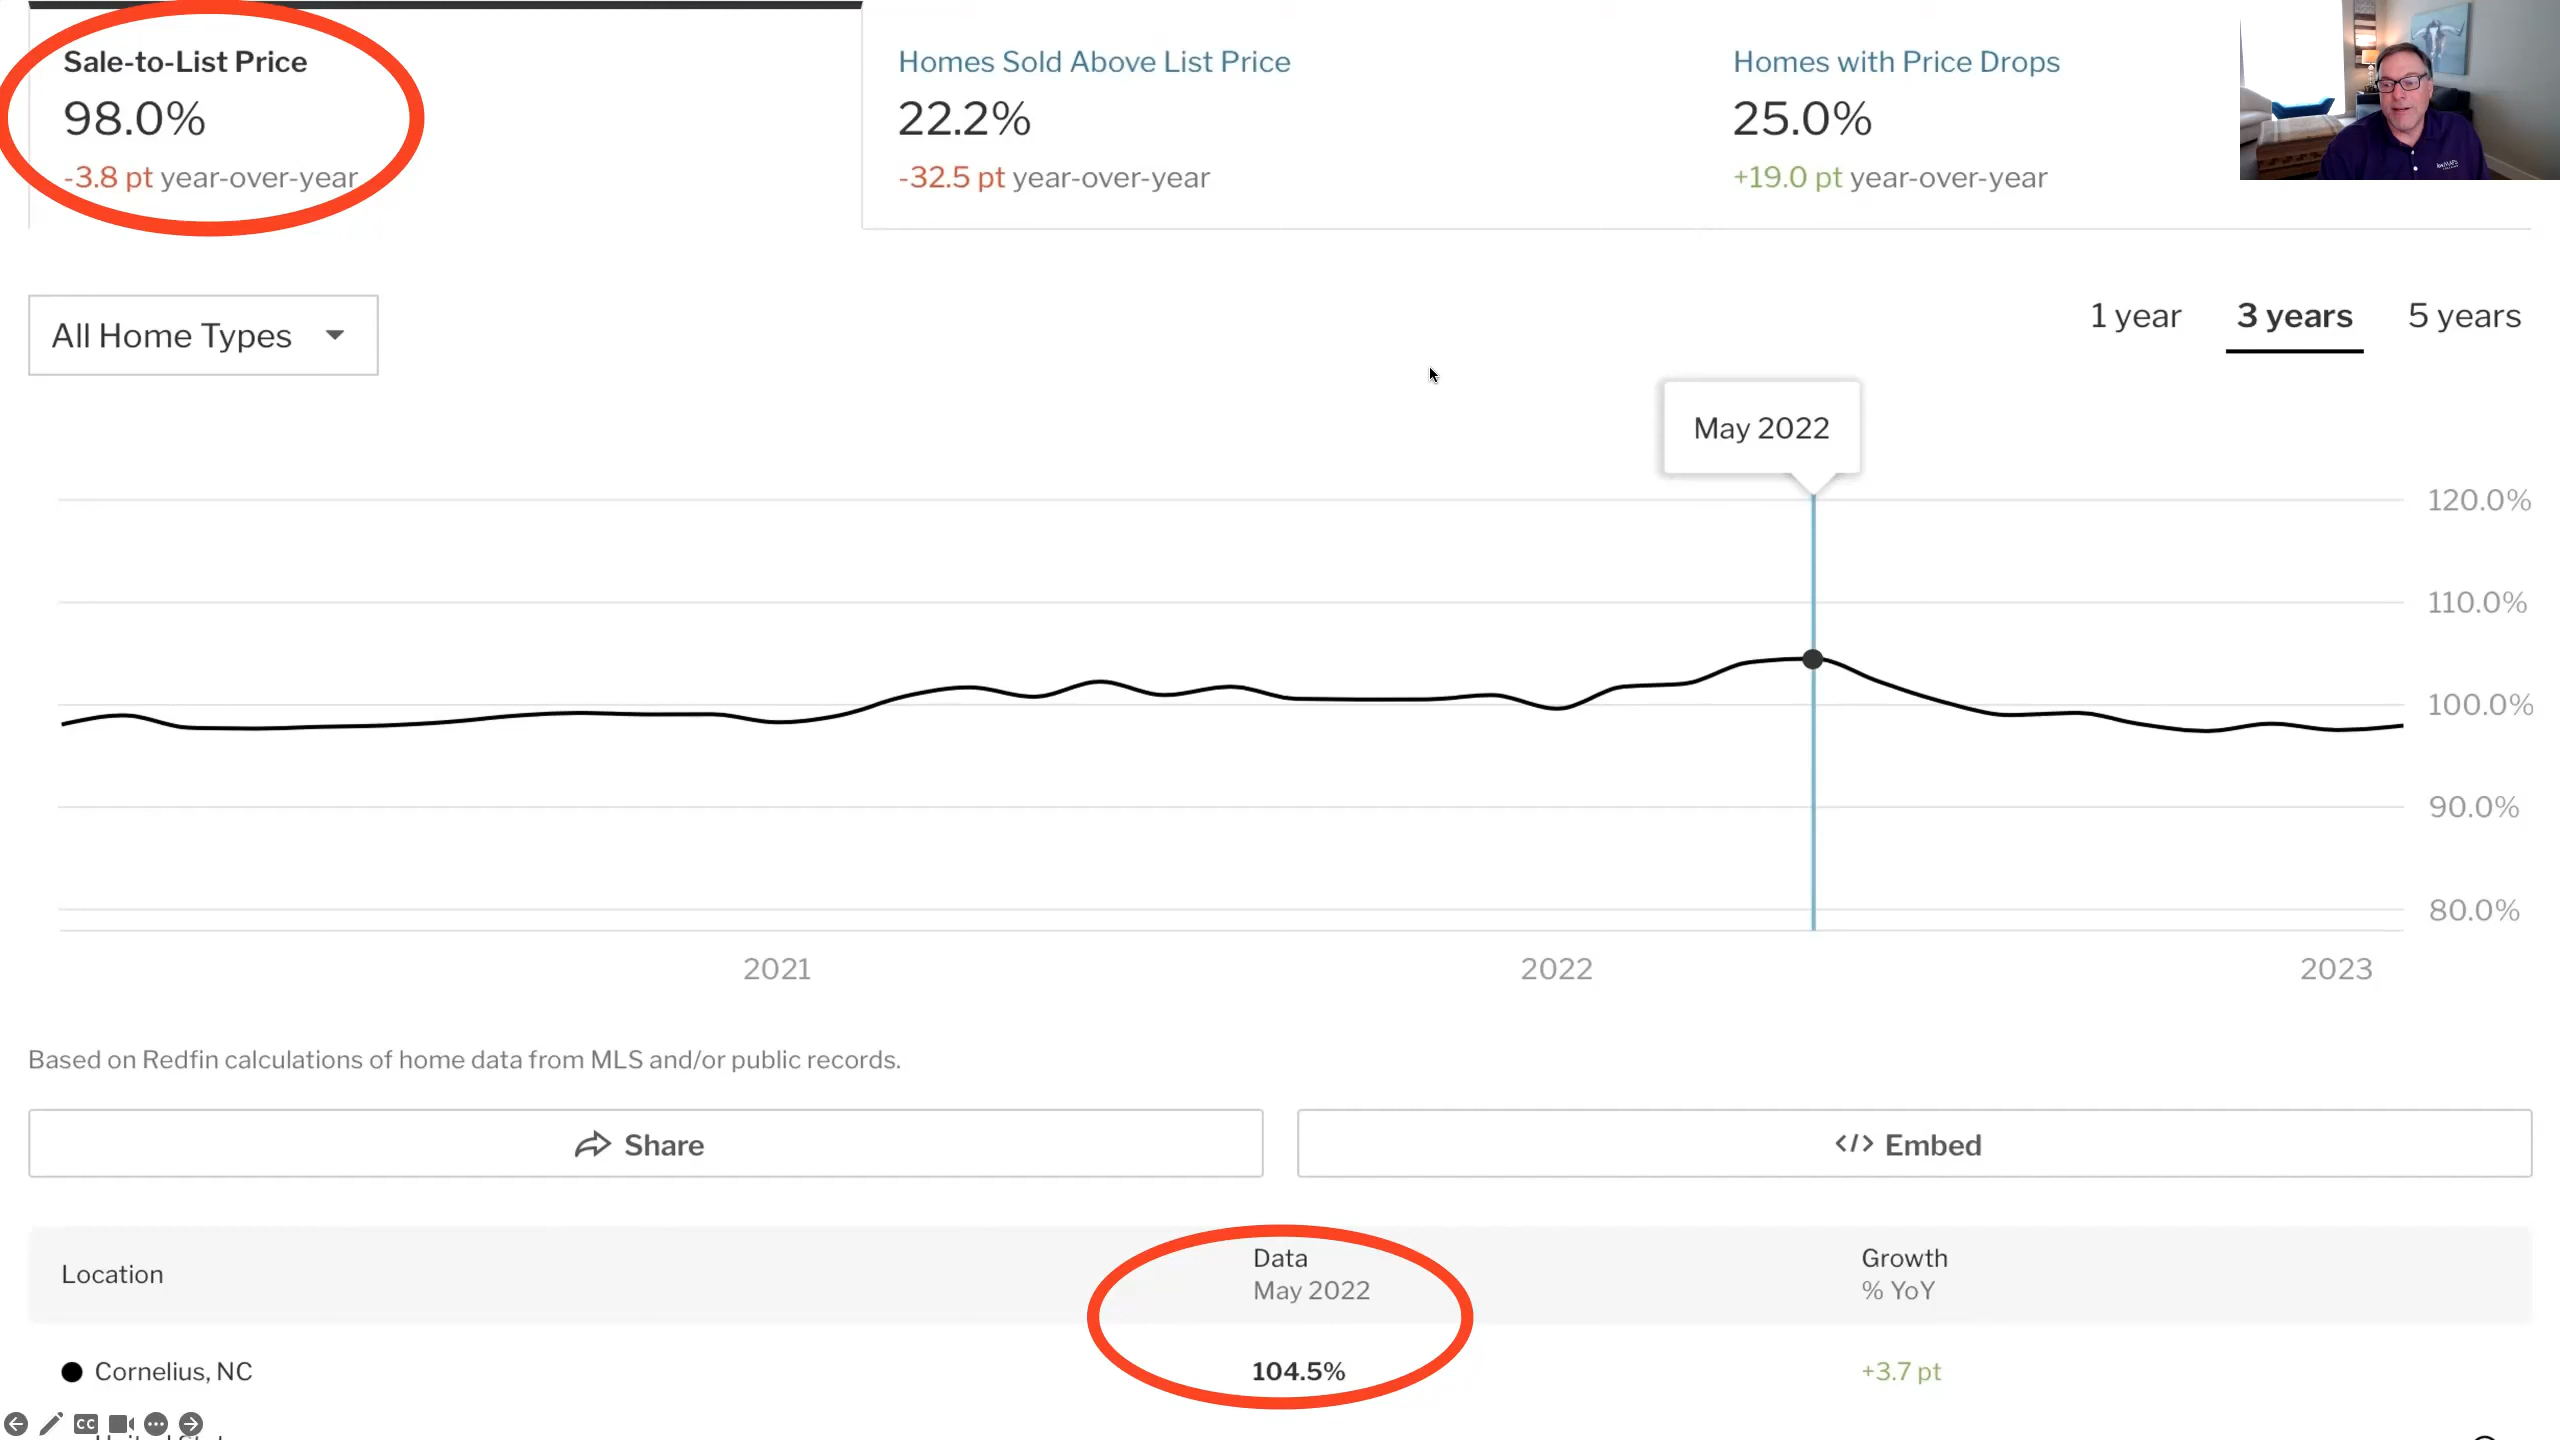 Sale-to-List Price
98.0%
-3.8 pt year-over-year
Homes Sold Above List Price
22.2%
-32.5 pt year-over-year
Homes with Price Drops
25.0%
+19.0 pt year-over-year
All Home Types
1 year
3 years
5 years
May 2022
120.0%
110.0%
100.0%
90.0%
80.0%
2021
2022
2023
Based on Redfin calculations of home data from MLS and/or public records.
Share
</> Embed
Location
Data
May 2022
Growth
% YoY
Cornelius, NC
104.5%
+3.7 pt
CC